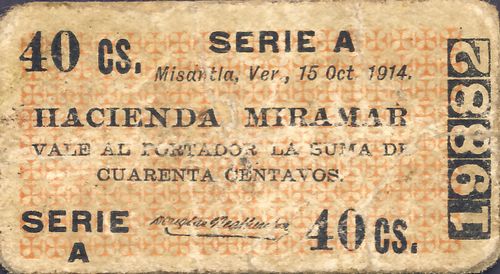 40 CS.
SERIE A
Misantla, Ver., 15 Oct 1914.
HACIENDA MIRAMAR
VALE AL PORTADOR LA SUMA DE
CUARENTA CENTAVOS.
SERIE
A
40 CS.
19882